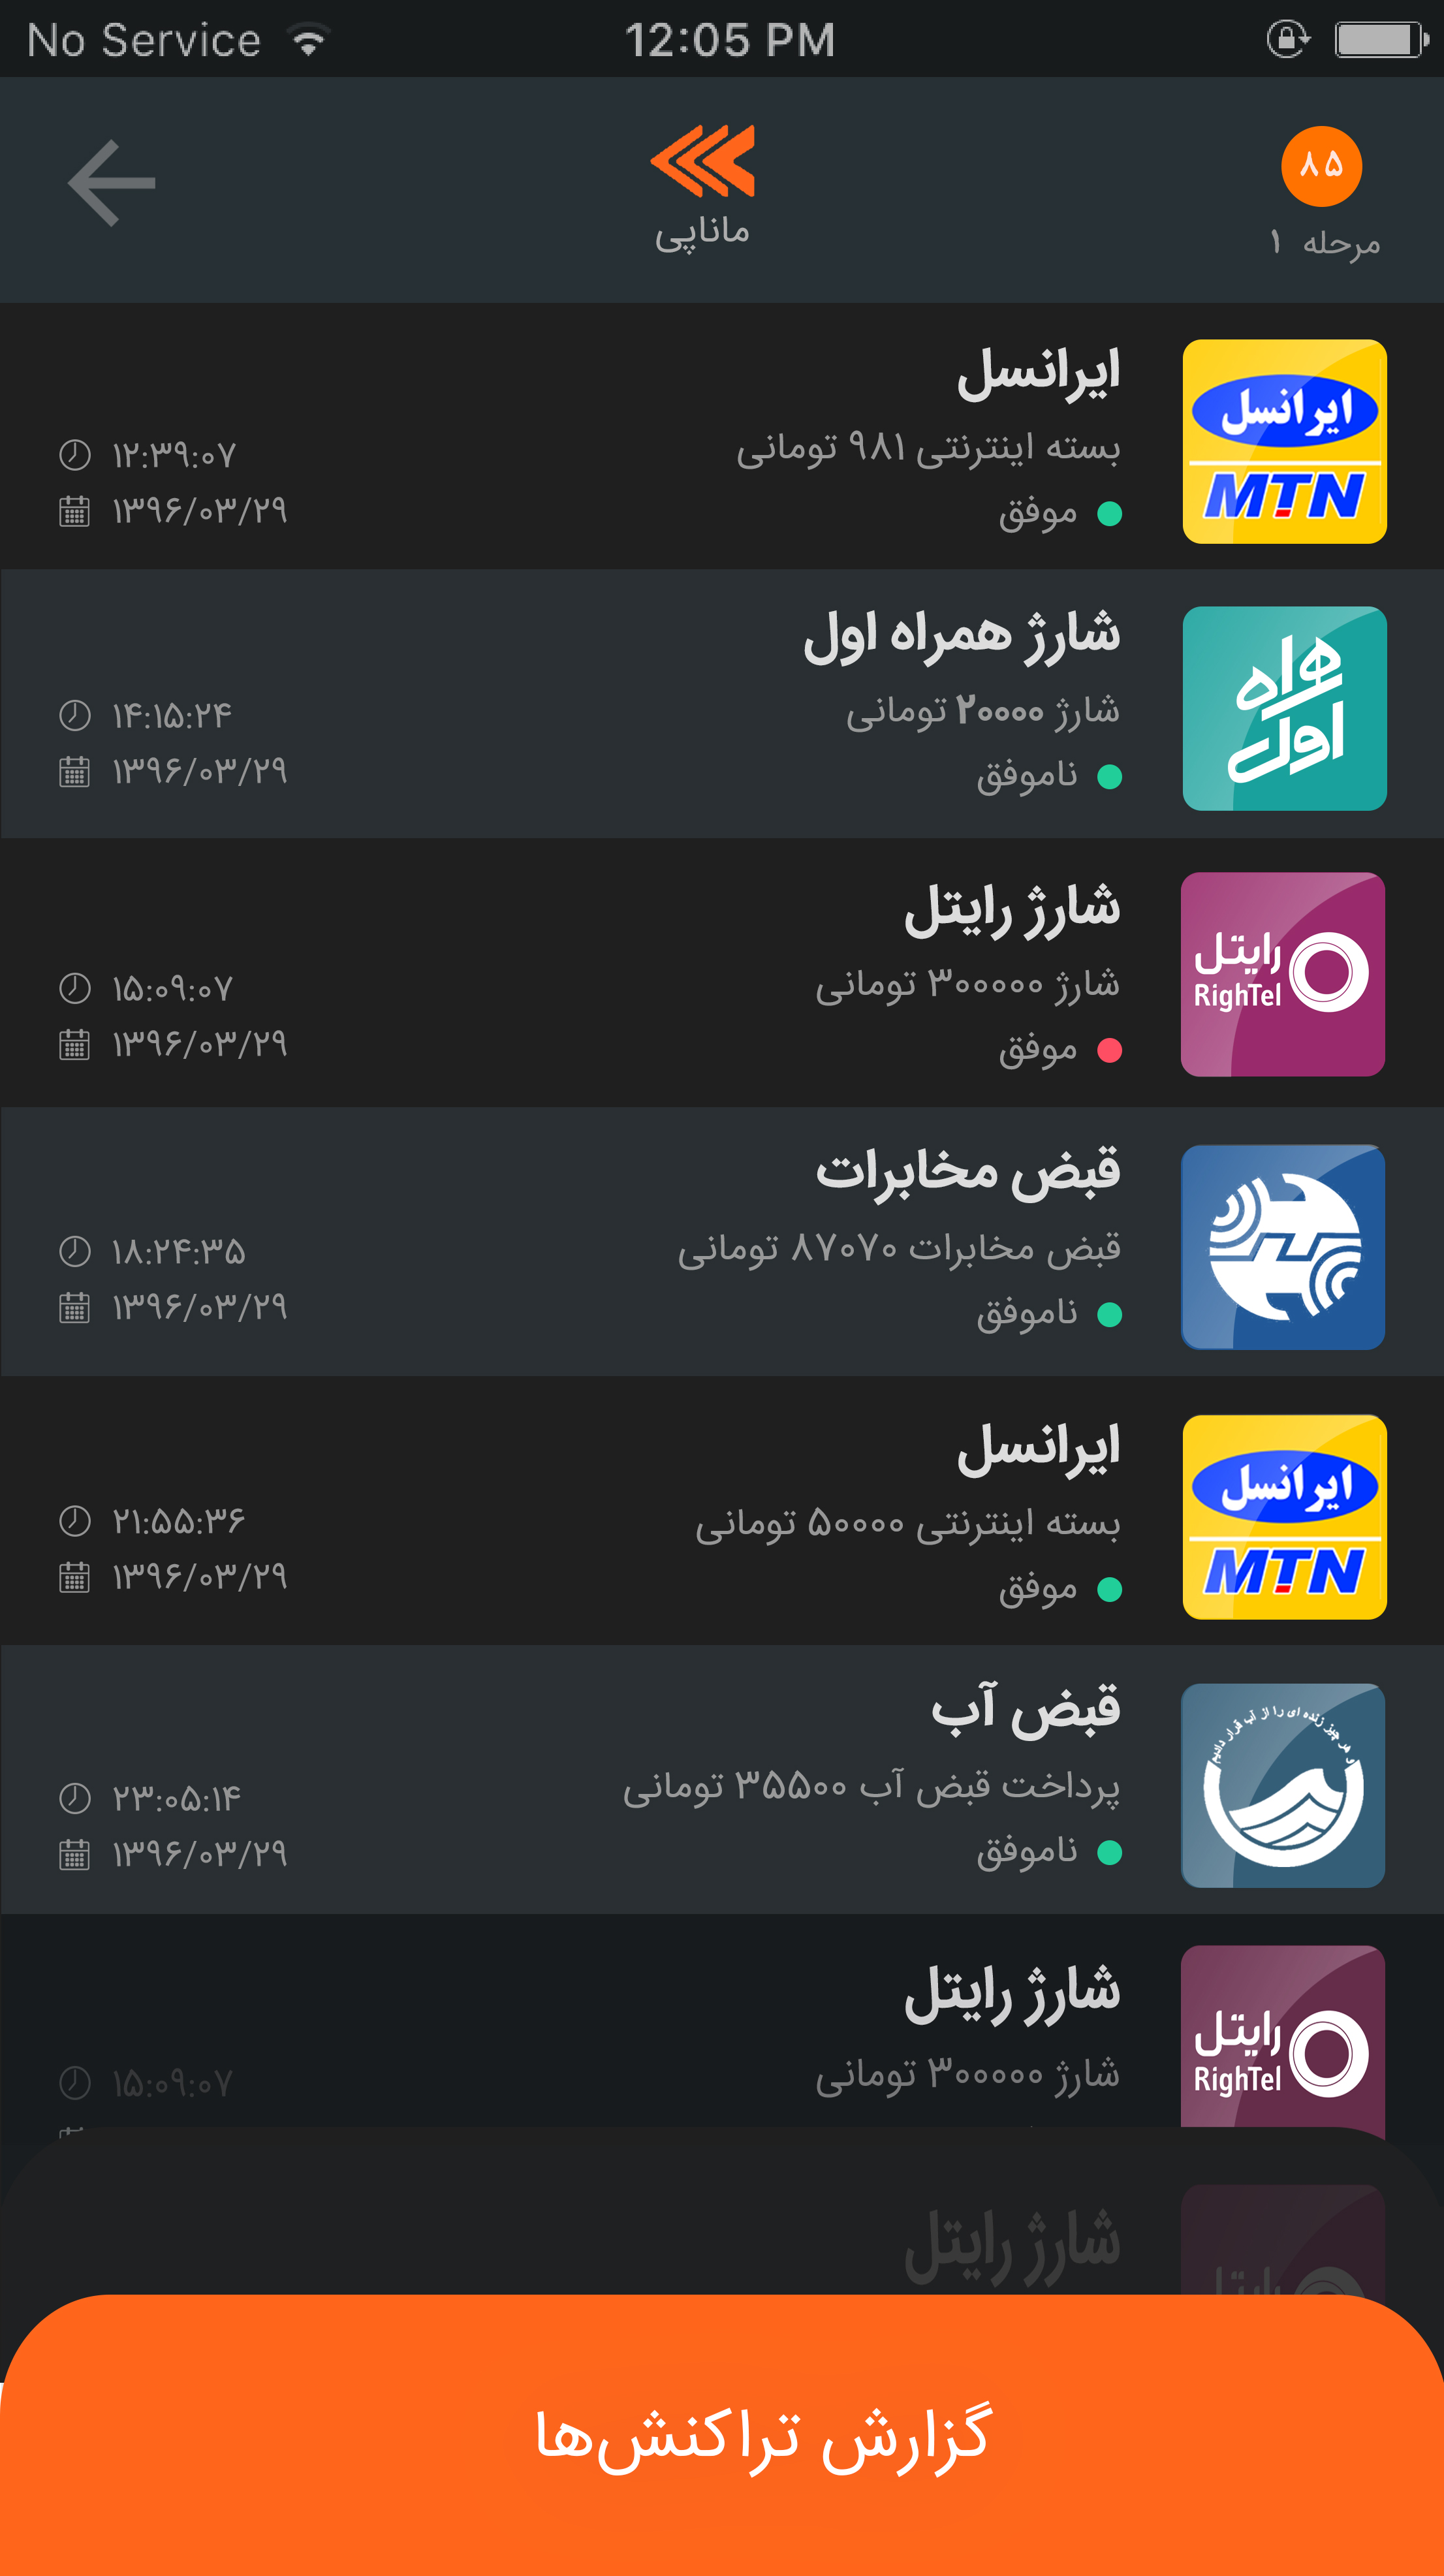 No Service 12:05 PM
۸۵
مرحله ۱
ماناپی
ایرانسل
بسته اینترنتی ۹۸۱ تومانی
موفق
۱۲:۳۹:۰۷
۱۳۹۶/۰۳/۲۹
ایرانسل
MTN
شارژ همراه اول
شارژ ۲۰۰۰۰ تومانی
ناموفق
۱۴:۱۵:۲۴
۱۳۹۶/۰۳/۲۹
همراه
اول
شارژ رایتل
شارژ ۳۰۰۰۰۰ تومانی
موفق
۱۵:۰۹:۰۷
۱۳۹۶/۰۳/۲۹
رایتل
RighTel
قبض مخابرات
قبض مخابرات ۸۷۰۷۰ تومانی
ناموفق
۱۸:۲۴:۳۵
۱۳۹۶/۰۳/۲۹
ایرانسل
بسته اینترنتی ۵۰۰۰۰ تومانی
موفق
۲۱:۵۵:۳۶
۱۳۹۶/۰۳/۲۹
ایرانسل
MTN
قبض آب
پرداخت قبض آب ۳۵۵۰۰ تومانی
ناموفق
۲۳:۰۵:۱۴
۱۳۹۶/۰۳/۲۹
و هر چیز زنده ای را از آب قرار دادیم
شارژ رایتل
شارژ ۳۰۰۰۰۰ تومانی
۱۵:۰۹:۰۷
رایتل
RighTel
شارژ رایتل
رایتل
گزارش تراکنش‌ها